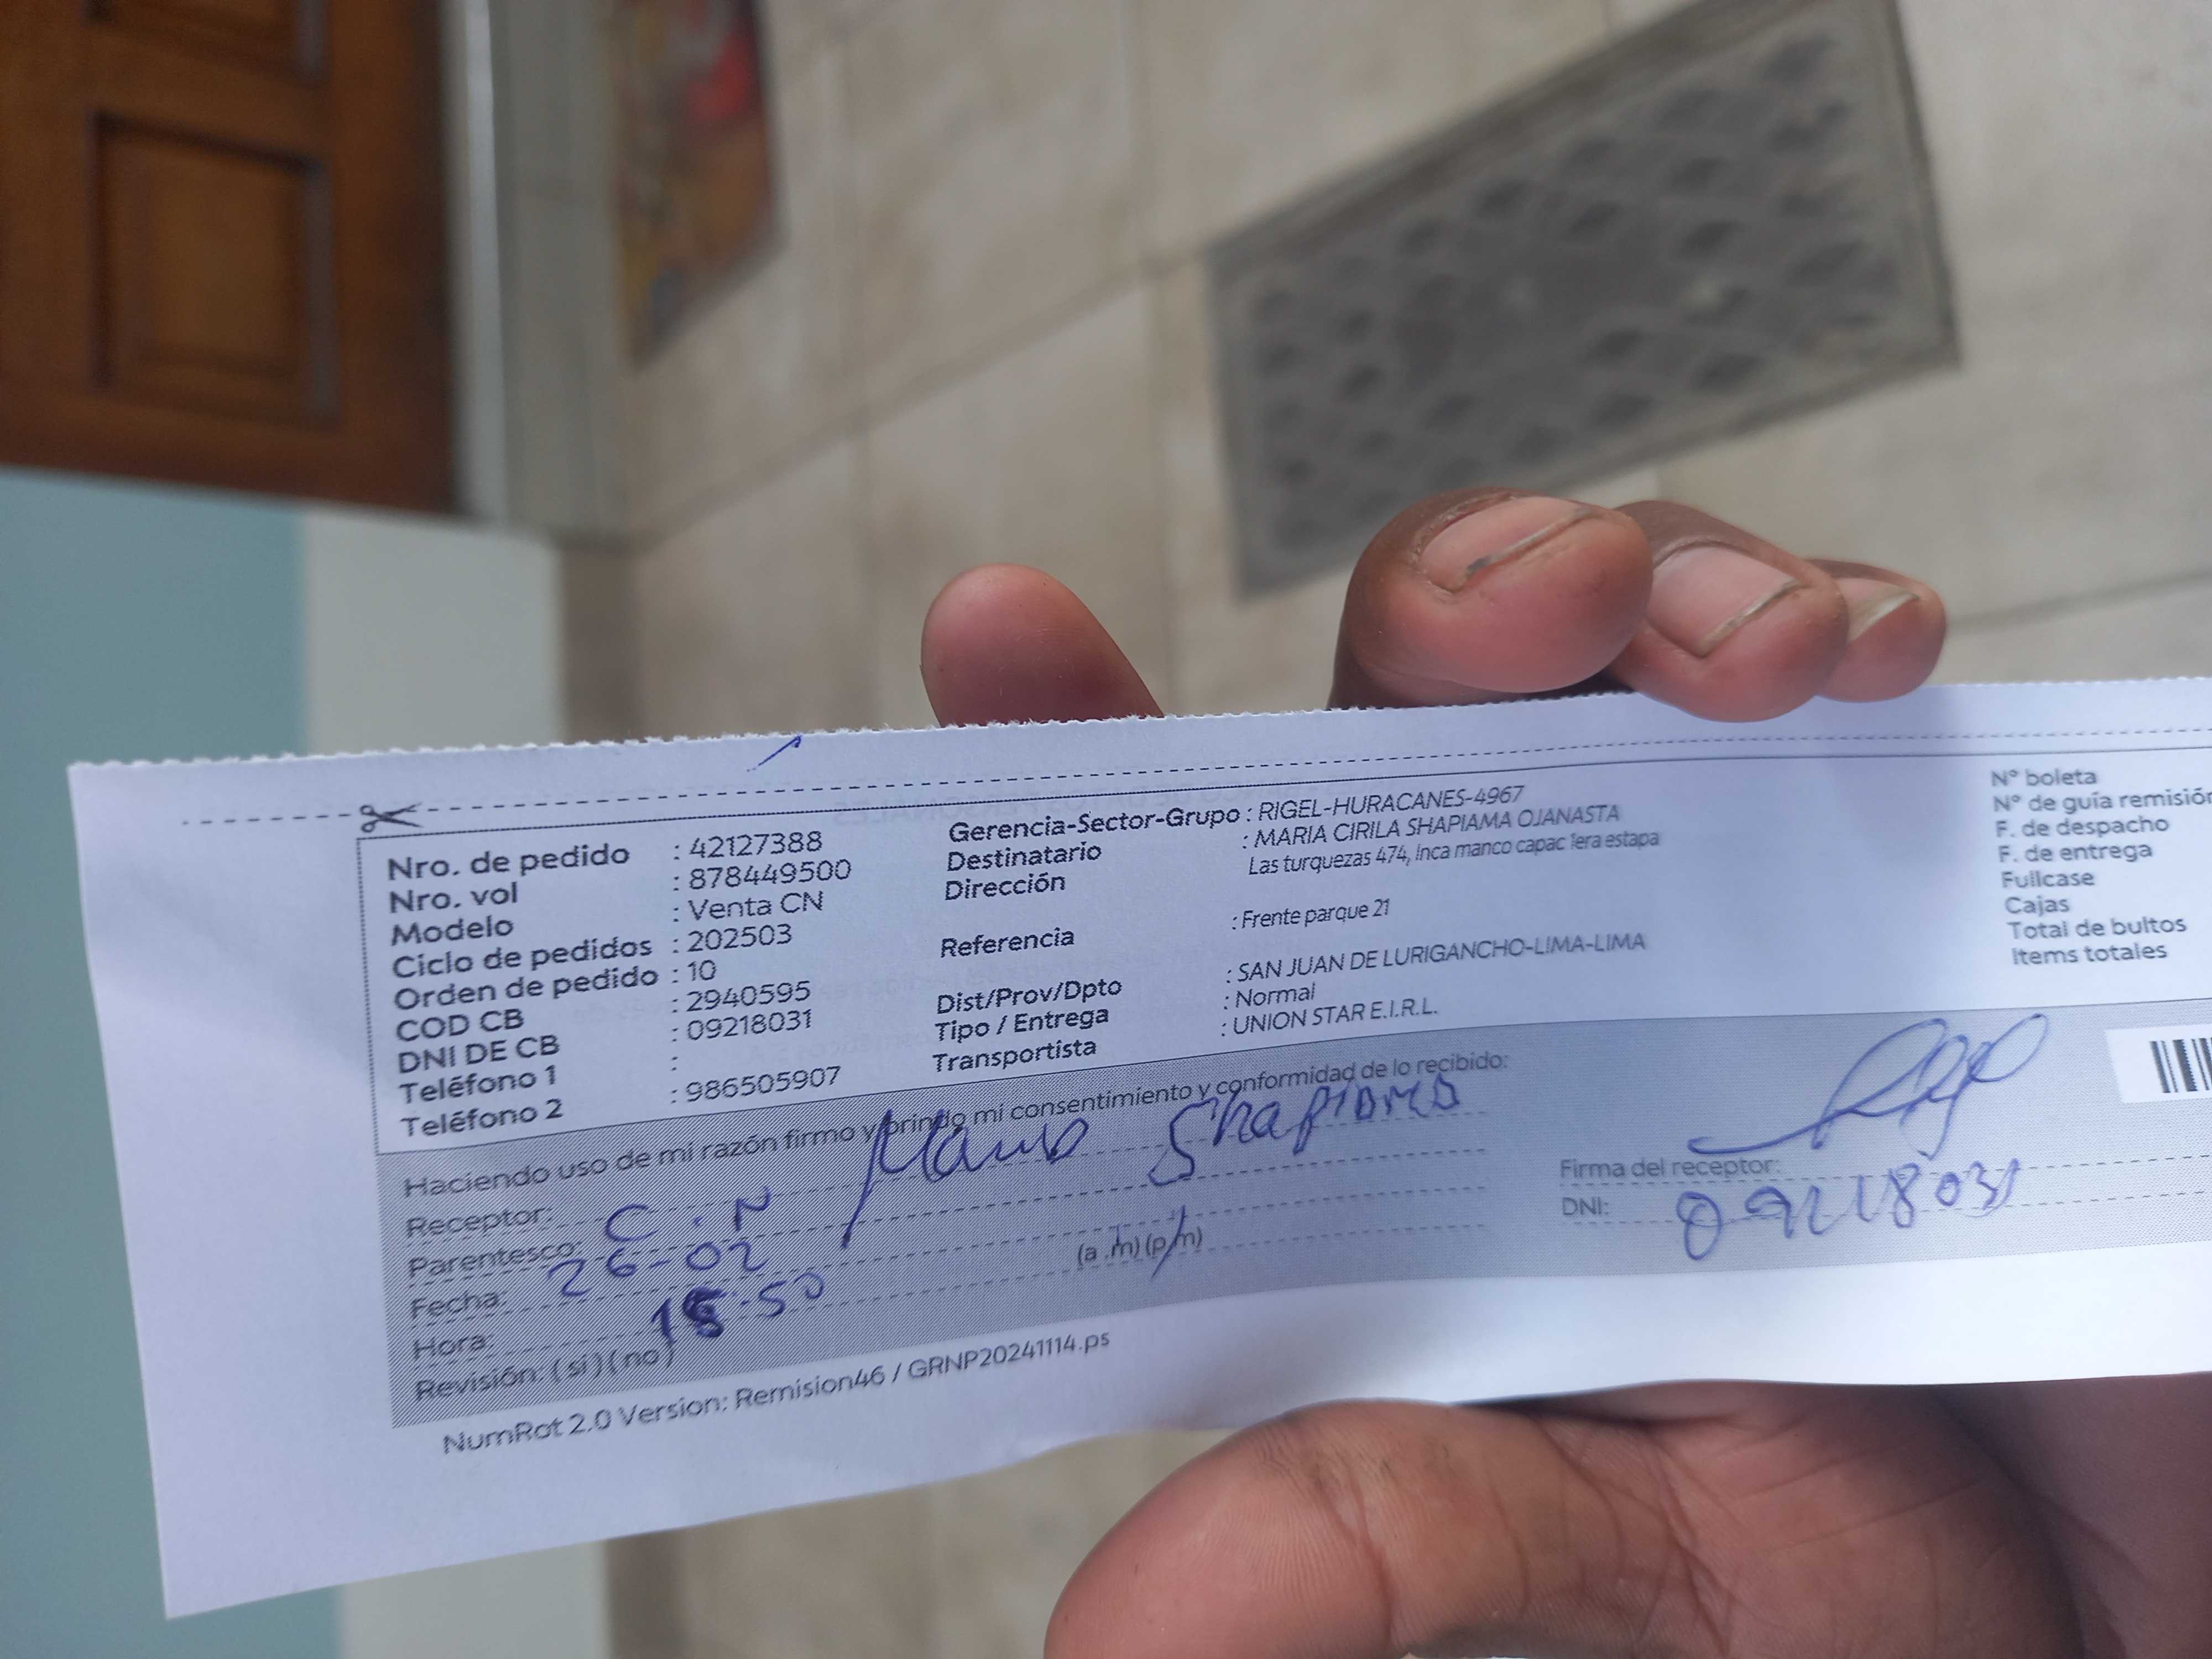 Nro. de pedido : 42127388
Nro. vol : 878449500
Modelo : Venta CN
Ciclo de pedidos : 202503
Orden de pedido : 10
COD CB : 2940595
DNI DE CB : 09218031
Teléfono 1 :
Teléfono 2 : 986505907
Gerencia-Sector-Grupo : RIGEL-HURACANES-4967
Destinatario : MARIA CIRILA SHAPIAMA OJANASTA
Dirección Las turquezas 474, inca manco capac 1era estapa
Referencia : Frente parque 21
Dist/Prov/Dpto : SAN JUAN DE LURIGANCHO-LIMA-LIMA
Tipo / Entrega : Normal
Transportista : UNION STAR E.I.R.L.
N° boleta
N° de guía remisión
F. de despacho
F. de entrega
Fullcase
Cajas
Total de bultos
Items totales
Haciendo uso de mi razón firmo y brindo mi consentimiento y conformidad de lo recibido:
Receptor: Maria Shapiama
Parentesco: C.N
Fecha: 26-02
Hora: :50 (a.m) (p.m)
Revisión: (si) (no)
Firma del receptor:
DNI: 09218031
NumRot 2.0 Version: Remision46 / GRNP20241114.ps